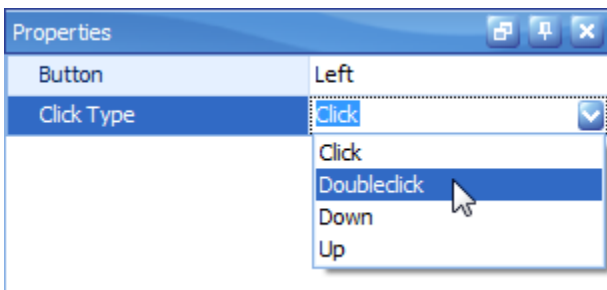 Properties
Button Left
Click Type Click
Click
Doubleclick
Down
Up